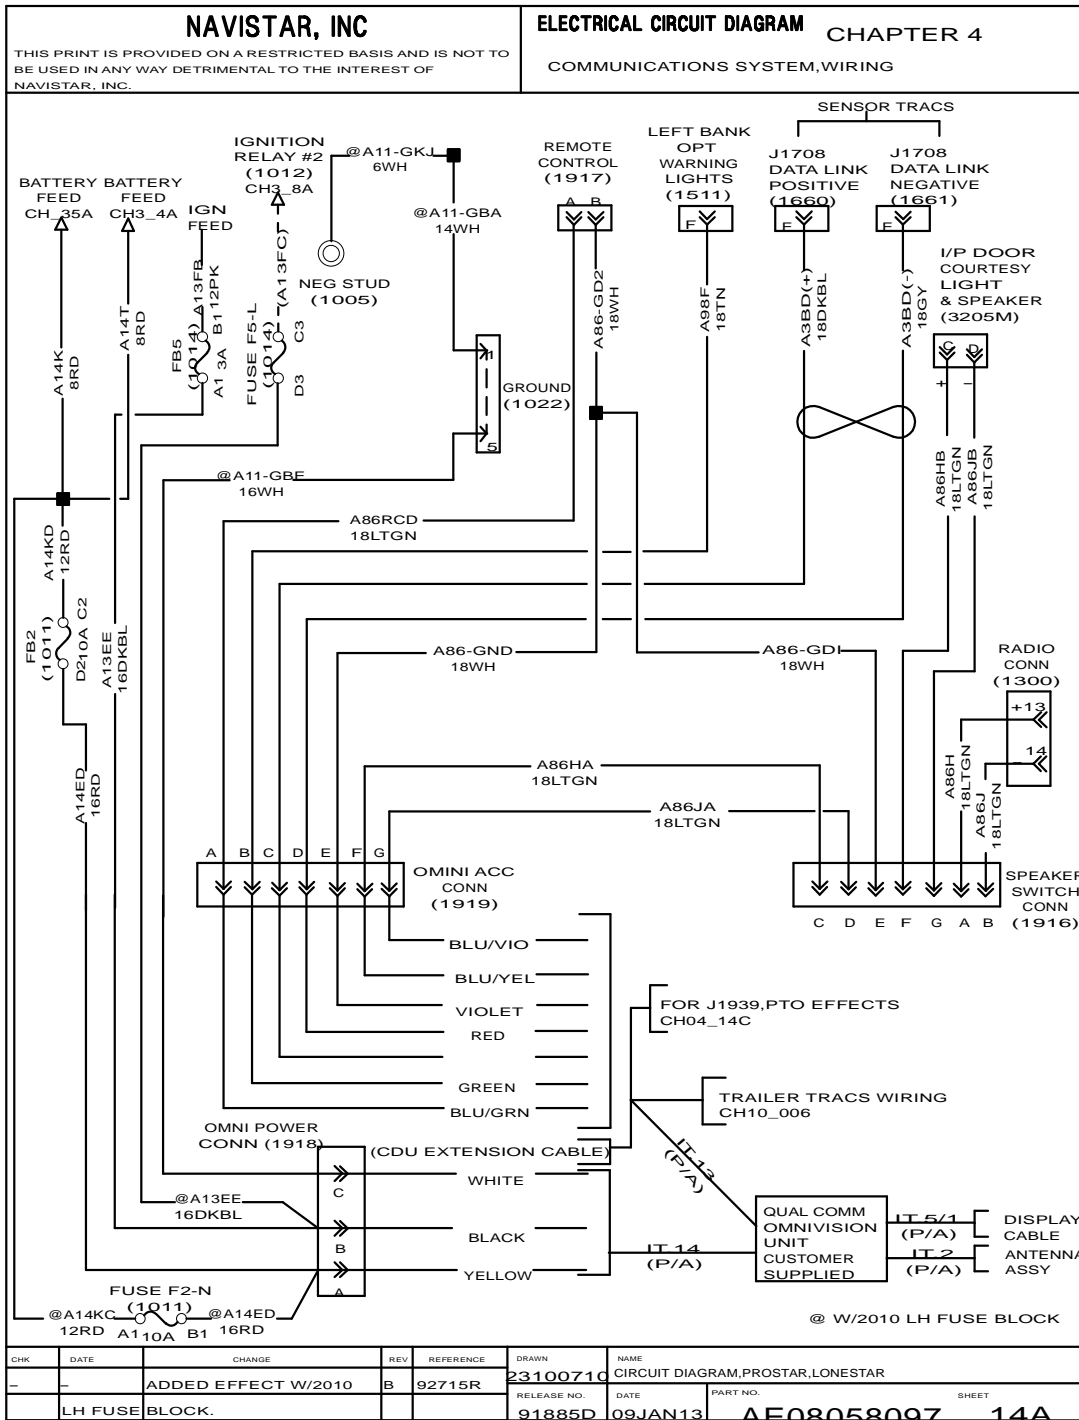 NAVISTAR, INC
THIS PRINT IS PROVIDED ON A RESTRICTED BASIS AND IS NOT TO
BE USED IN ANY WAY DETRIMENTAL TO THE INTEREST OF
NAVISTAR, INC.
ELECTRICAL CIRCUIT DIAGRAM
CHAPTER 4
COMMUNICATIONS SYSTEM,WIRING
SENSOR TRACS
BATTERY
FEED
CH_35A
BATTERY
FEED
CH3_4A
IGN
FEED
IGNITION
RELAY #2
(1012)
CH3_8A
@A11-GKJ
6WH
@A11-GBA
14WH
NEG STUD
(1005)
REMOTE
CONTROL
(1917)
A B
LEFT BANK
OPT
WARNING
LIGHTS
(1511)
F
J1708
DATA LINK
POSITIVE
(1660)
F
J1708
DATA LINK
NEGATIVE
(1661)
F
I/P DOOR
COURTESY
LIGHT
& SPEAKER
(3205M)
C D
+ –
A14K
8RD
A14T
8RD
A13FB
12PK
FB5
(1014)
B1
A1 3A
(A13FC)
FUSE F5-L
(1014)
C3
D3
GROUND
(1022)
1
5
A86-GD2
18WH
A98F
18TN
A3BD(+)
18DKBL
A3BD(-)
18GY
A86HB
18LTGN
A86JB
18LTGN
@A11-GBE
16WH
A86RCD
18LTGN
A14KD
12RD
FB2
(1011)
C2
D2 10A
A13EE
16DKBL
A14ED
16RD
A86-GND
18WH
A86-GDI
18WH
RADIO
CONN
(1300)
+13
14
–
A86H
18LTGN
A86J
18LTGN
A86HA
18LTGN
A86JA
18LTGN
A B C D E F G
OMINI ACC
CONN
(1919)
SPEAKER
SWITCH
CONN
(1916)
C D E F G A B
BLU/VIO
BLU/YEL
VIOLET
RED
GREEN
BLU/GRN
FOR J1939,PTO EFFECTS
CH04_14C
TRAILER TRACS WIRING
CH10_006
OMNI POWER
CONN (1918)
(CDU EXTENSION CABLE)
IT.13
(P/A)
C
B
A
WHITE
BLACK
YELLOW
@A13EE
16DKBL
IT.14
(P/A)
QUAL COMM
OMNIVISION
UNIT
CUSTOMER
SUPPLIED
IT.5/1
(P/A)
IT.2
(P/A)
DISPLAY
CABLE
ANTENNA
ASSY
FUSE F2-N
(1011)
@A14KC
12RD
A1 10A B1
@A14ED
16RD
@ W/2010 LH FUSE BLOCK
CHK DATE CHANGE REV REFERENCE
– – ADDED EFFECT W/2010 B 92715R
LH FUSE BLOCK.
DRAWN
23100710
NAME
CIRCUIT DIAGRAM,PROSTAR,LONESTAR
RELEASE NO.
91885D
DATE
09JAN13
PART NO.
AE08058097
SHEET
14A